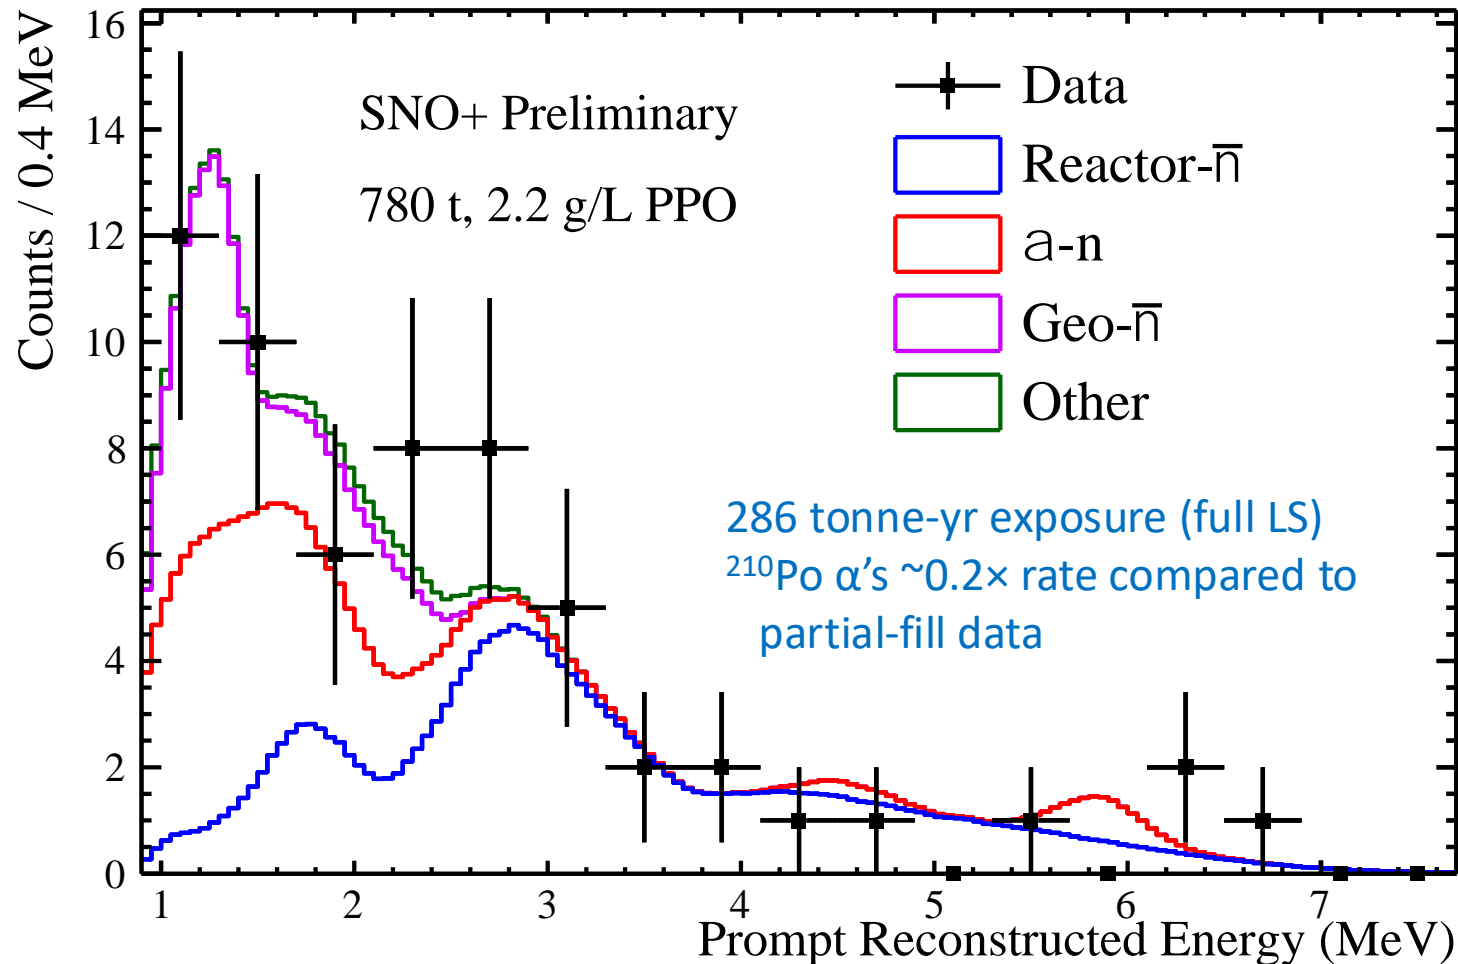 Counts / 0.4 MeV
16
14
12
10
8
6
4
2
0
SNO+ Preliminary
780 t, 2.2 g/L PPO
Data
Reactor-n̅
a-n
Geo-n̅
Other
286 tonne-yr exposure (full LS)
²¹⁰Po α’s ~0.2× rate compared to
partial-fill data
1 2 3 4 5 6 7
Prompt Reconstructed Energy (MeV)